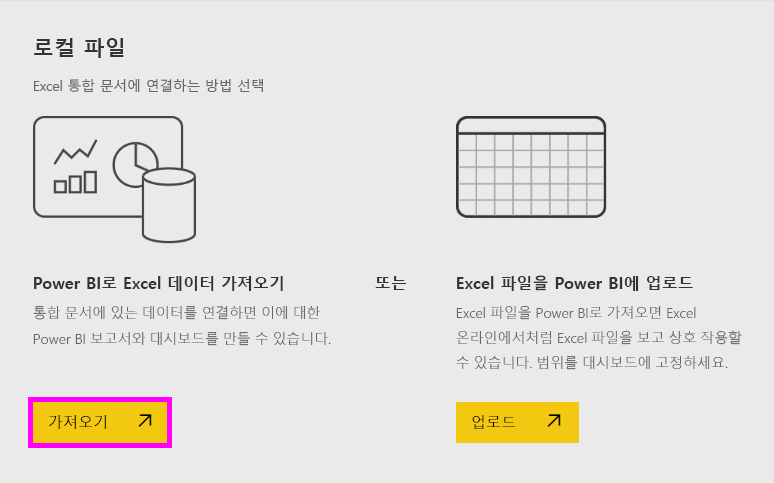 로컬 파일
Excel 통합 문서에 연결하는 방법 선택
Power BI로 Excel 데이터 가져오기
통합 문서에 있는 데이터를 연결하면 이에 대한
Power BI 보고서와 대시보드를 만들 수 있습니다.
가져오기
또는
Excel 파일을 Power BI에 업로드
Excel 파일을 Power BI로 가져오면 Excel
온라인에서처럼 Excel 파일을 보고 상호 작용할
수 있습니다. 범위를 대시보드에 고정하세요.
업로드